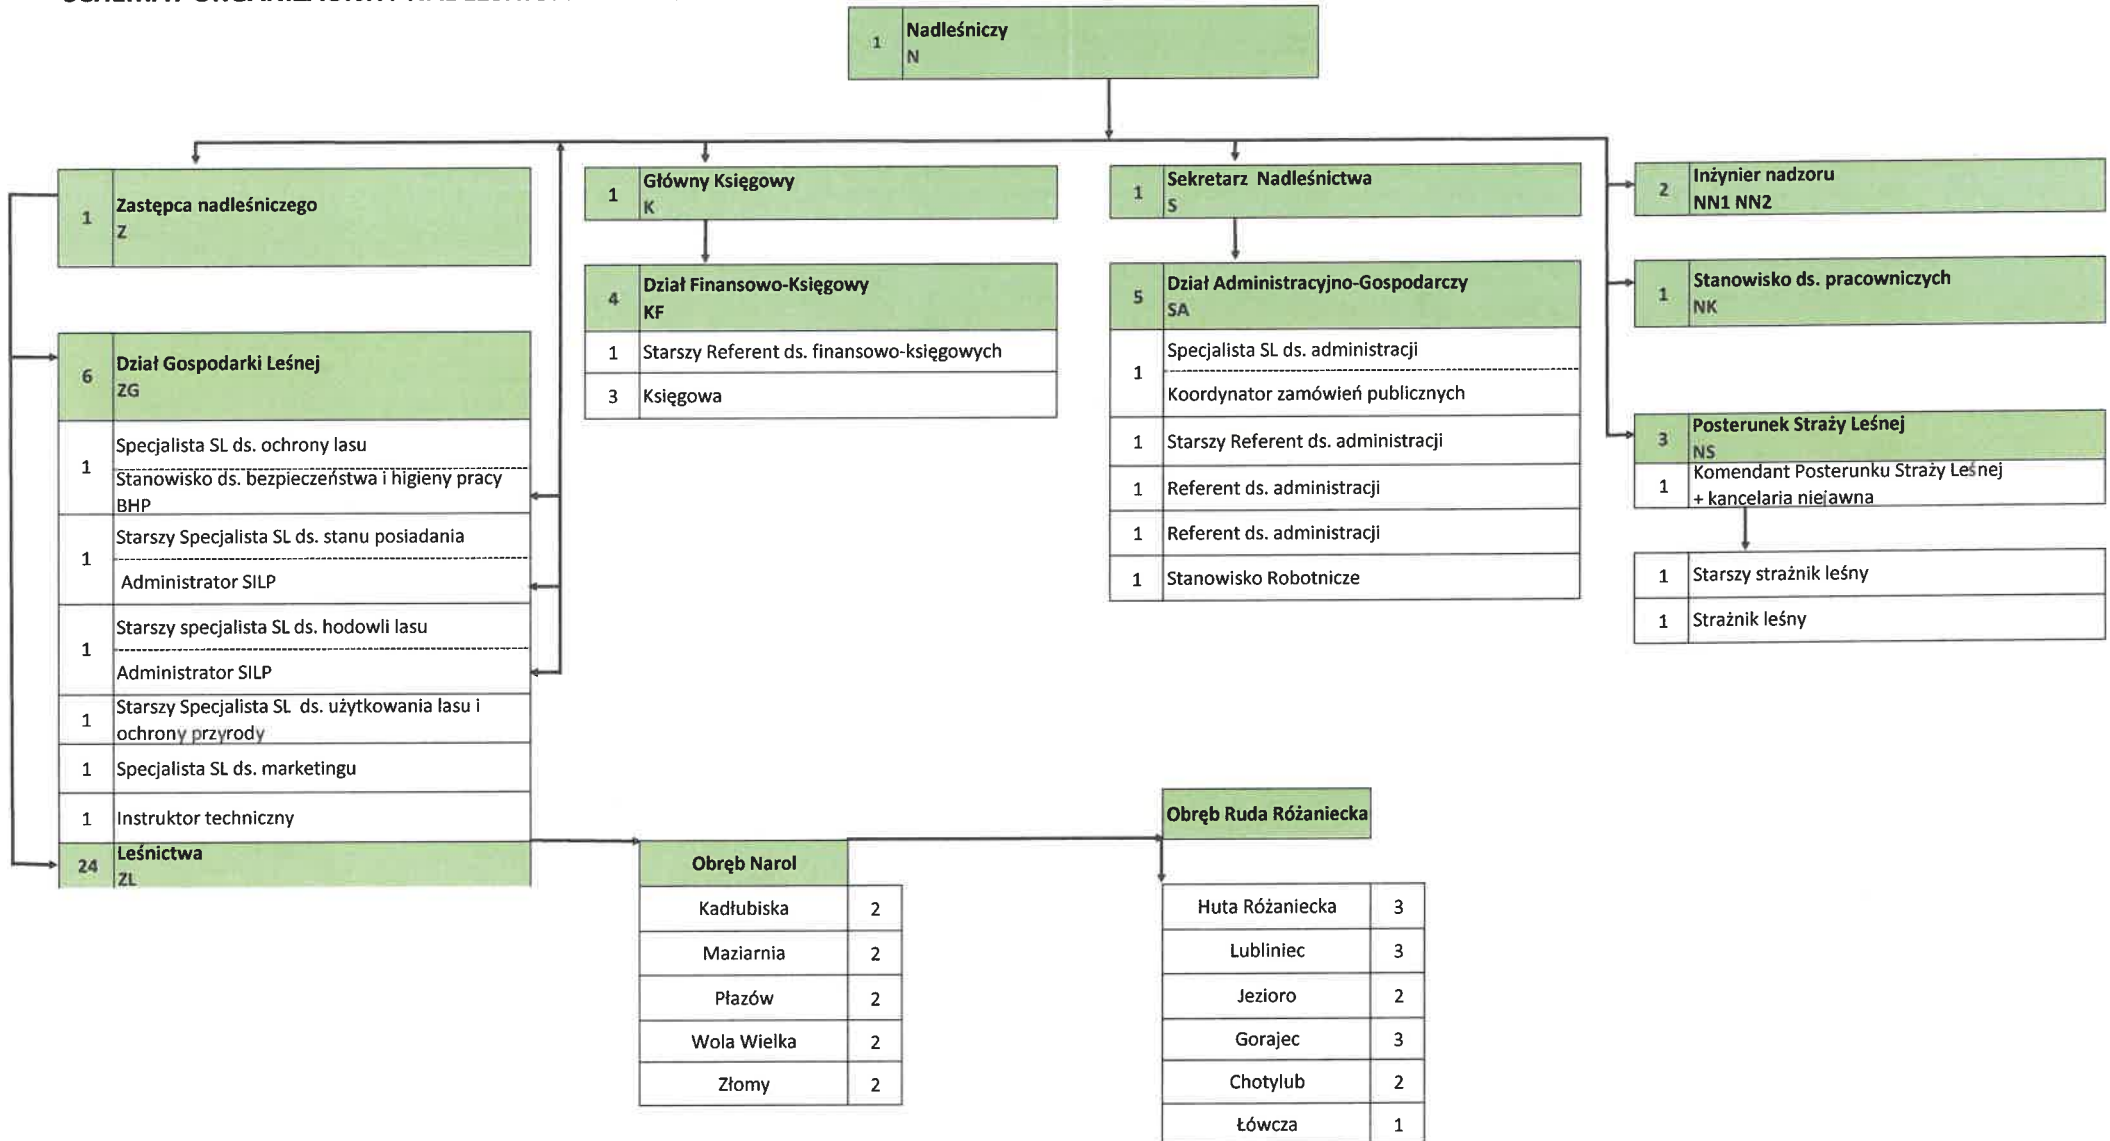 1 Nadleśniczy
N
1 Zastępca nadleśniczego
Z
1 Główny Księgowy
K
1 Sekretarz Nadleśnictwa
S
2 Inżynier nadzoru
NN1 NN2
4 Dział Finansowo-Księgowy
KF
1 Starszy Referent ds. finansowo-księgowych
3 Księgowa
5 Dział Administracyjno-Gospodarczy
SA
1 Specjalista SL ds. administracji
Koordynator zamówień publicznych
1 Starszy Referent ds. administracji
1 Referent ds. administracji
1 Referent ds. administracji
1 Stanowisko Robotnicze
1 Stanowisko ds. pracowniczych
NK
3 Posterunek Straży Leśnej
NS
1 Komendant Posterunku Straży Leśnej
+ kancelaria niejawna
1 Starszy strażnik leśny
1 Strażnik leśny
6 Dział Gospodarki Leśnej
ZG
1 Specjalista SL ds. ochrony lasu
Stanowisko ds. bezpieczeństwa i higieny pracy
BHP
1 Starszy Specjalista SL ds. stanu posiadania
Administrator SILP
1 Starszy specjalista SL ds. hodowli lasu
Administrator SILP
1 Starszy Specjalista SL ds. użytkowania lasu i
ochrony przyrody
1 Specjalista SL ds. marketingu
1 Instruktor techniczny
24 Leśnictwa
ZL
Obręb Narol
Kadłubiska 2
Maziarnia 2
Płazów 2
Wola Wielka 2
Złomy 2
Obręb Ruda Różaniecka
Huta Różaniecka 3
Lubliniec 3
Jezioro 2
Gorajec 3
Chotylub 2
Łówcza 1